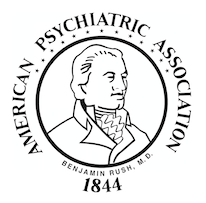 AMERICAN PSYCHIATRIC ASSOCIATION
BENJAMIN RUSH, M.D.
1844